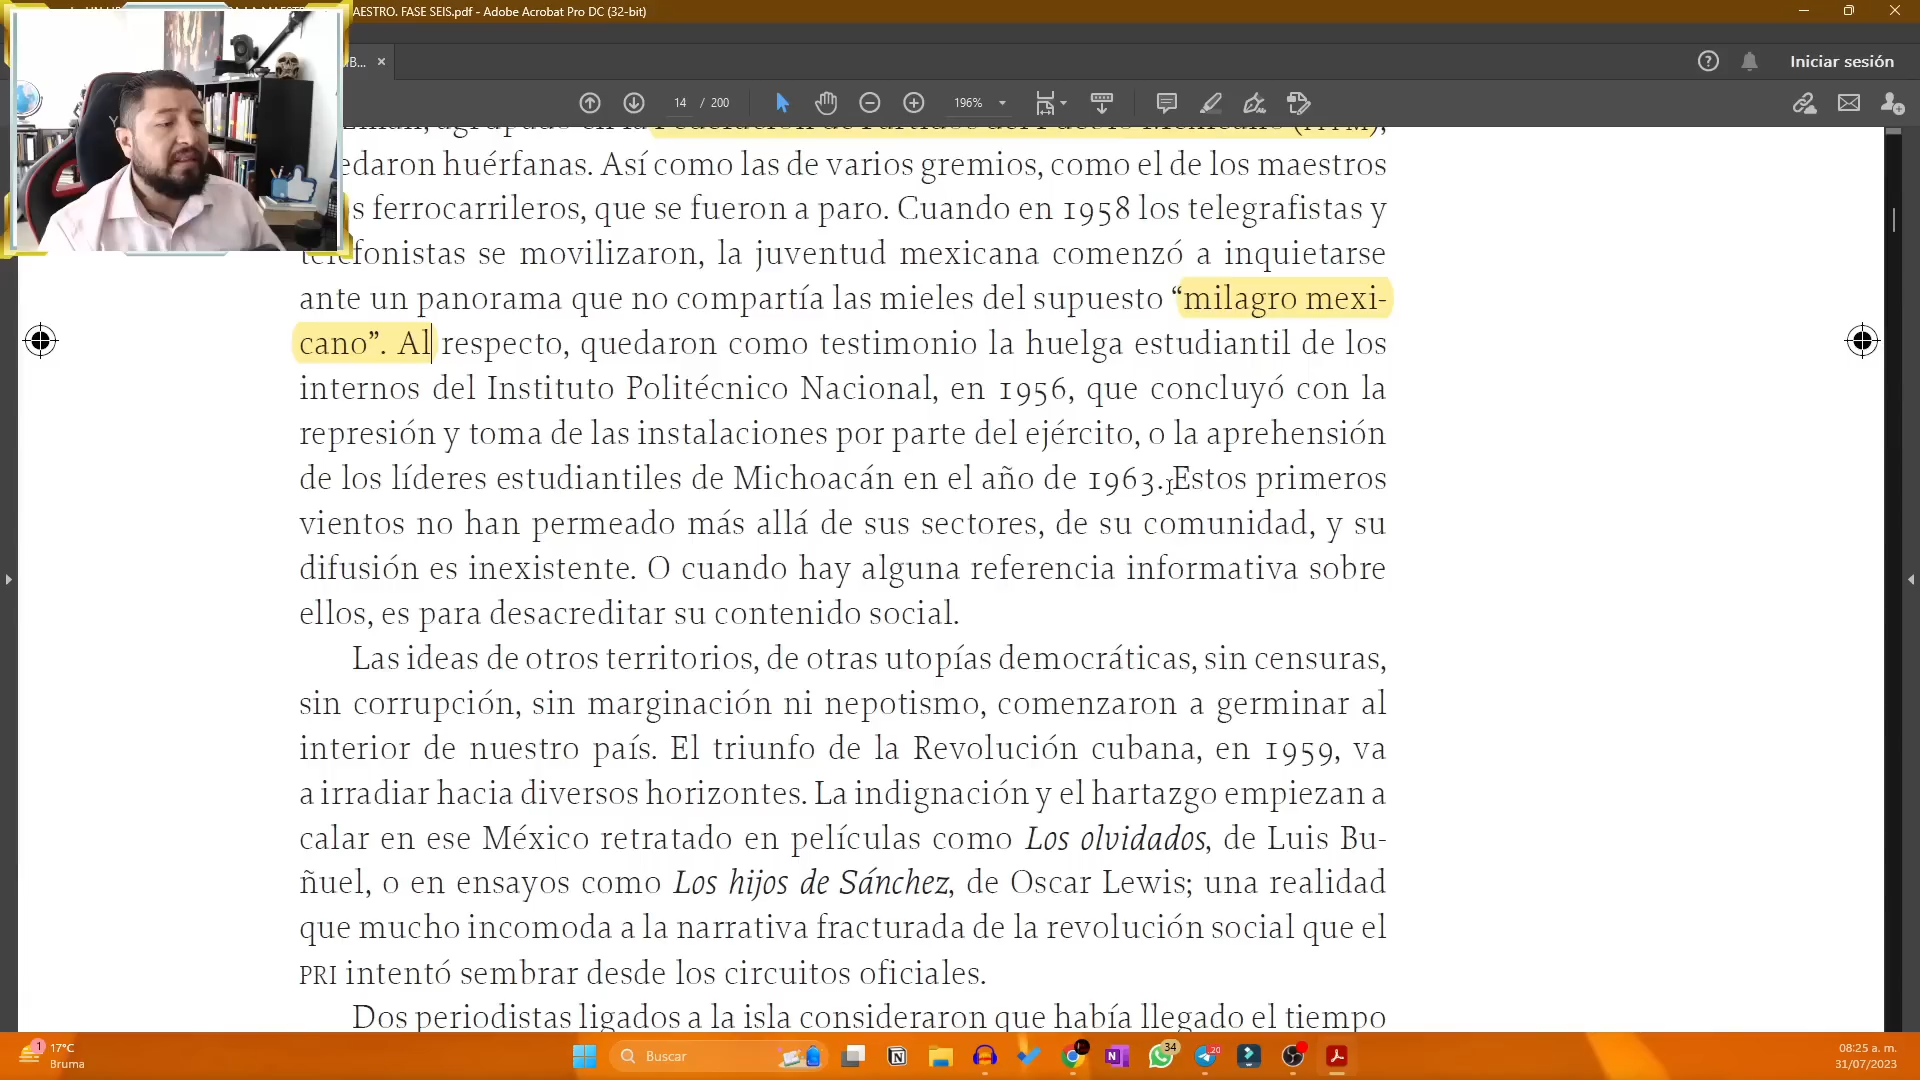 MAESTRO. FASE SEIS.pdf - Adobe Acrobat Pro DC (32-bit)
B...
Iniciar sesión
14 / 200
196%
Federación de Partidos del Pueblo Mexicano (FPPM),
edaron huérfanas. Así como las de varios gremios, como el de los maestros
s ferrocarrileros, que se fueron a paro. Cuando en 1958 los telegrafistas y
telefonistas se movilizaron, la juventud mexicana comenzó a inquietarse
ante un panorama que no compartía las mieles del supuesto “milagro mexi-
cano”. Al respecto, quedaron como testimonio la huelga estudiantil de los
internos del Instituto Politécnico Nacional, en 1956, que concluyó con la
represión y toma de las instalaciones por parte del ejército, o la aprehensión
de los líderes estudiantiles de Michoacán en el año de 1963. Estos primeros
vientos no han permeado más allá de sus sectores, de su comunidad, y su
difusión es inexistente. O cuando hay alguna referencia informativa sobre
ellos, es para desacreditar su contenido social.
Las ideas de otros territorios, de otras utopías democráticas, sin censuras,
sin corrupción, sin marginación ni nepotismo, comenzaron a germinar al
interior de nuestro país. El triunfo de la Revolución cubana, en 1959, va
a irradiar hacia diversos horizontes. La indignación y el hartazgo empiezan a
calar en ese México retratado en películas como Los olvidados, de Luis Bu-
ñuel, o en ensayos como Los hijos de Sánchez, de Oscar Lewis; una realidad
que mucho incomoda a la narrativa fracturada de la revolución social que el
PRI intentó sembrar desde los circuitos oficiales.
Dos periodistas ligados a la isla consideraron que había llegado el tiempo
1
17°C
Bruma
Buscar
34
20
08:25 a. m.
31/07/2023